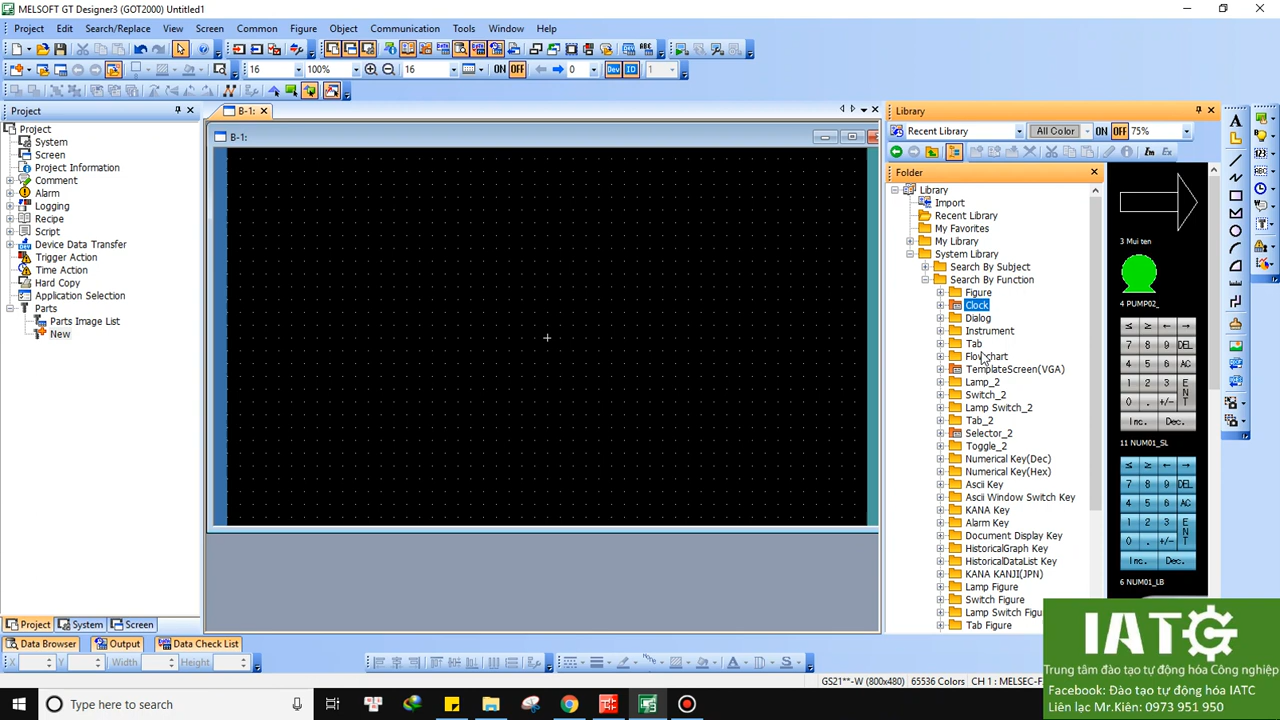 MELSOFT GT Designer3 (GOT2000) Untitled1
Project Edit Search/Replace View Screen Common Figure Object Communication Tools Window Help
16 100% 16 ON OFF 0 Dev ID 1
Project
B-1:
Library
Recent Library All Color ON OFF 75%
B-1:
Folder
Project
System
Screen
Project Information
Comment
Alarm
Logging
Recipe
Script
Device Data Transfer
Trigger Action
Time Action
Hard Copy
Application Selection
Parts
Parts Image List
New
Library
Import
Recent Library
My Favorites
My Library
System Library
Search By Subject
Search By Function
Figure
Clock
Dialog
Instrument
Tab
Flowchart
TemplateScreen(VGA)
Lamp_2
Switch_2
Lamp Switch_2
Tab_2
Selector_2
Toggle_2
Numerical Key(Dec)
Numerical Key(Hex)
Ascii Key
Ascii Window Switch Key
KANA Key
Alarm Key
Document Display Key
HistoricalGraph Key
HistoricalDataList Key
KANA KANJI(JPN)
Lamp Figure
Switch Figure
Lamp Switch Figu
Tab Figure
3 Mui ten
4 PUMP02_
≤ ≥ ← →
7 8 9 DEL
4 5 6 AC
1 2 3 ENT
0 . +/-
Inc. Dec.
11 NUM01_SL
≤ ≥ ← →
7 8 9 DEL
4 5 6 AC
1 2 3 ENT
0 . +/-
Inc. Dec.
6 NUM01_LB
Project System Screen
Data Browser Output Data Check List
X Y Width Height
GS21**-W (800x480) 65536 Colors CH 1 : MELSEC-F
Type here to search
IATC
Trung tâm đào tạo tự động hóa Công nghiệp
Facebook: Đào tạo tự động hóa IATC
Liên lạc Mr.Kiên: 0973 951 950